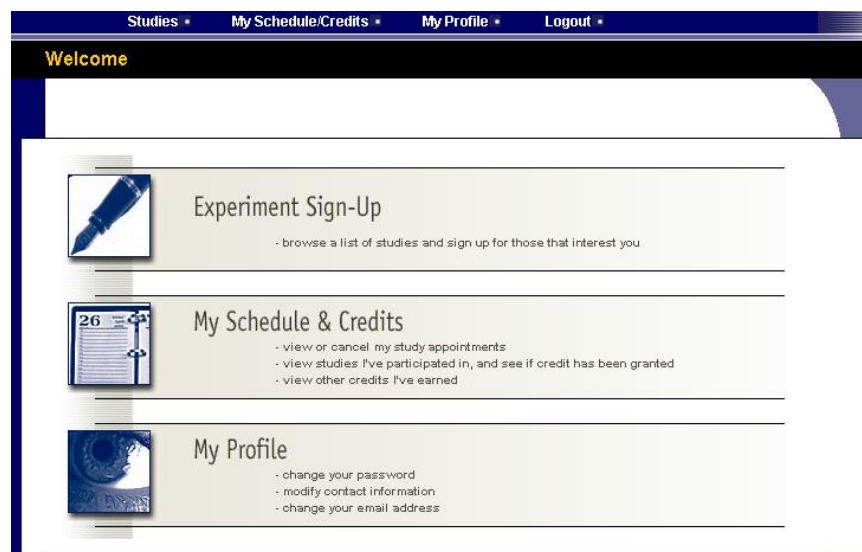 Studies My Schedule/Credits My Profile Logout
Welcome
Experiment Sign-Up
- browse a list of studies and sign up for those that interest you
26
My Schedule & Credits
- view or cancel my study appointments
- view studies I've participated in, and see if credit has been granted
- view other credits I've earned
My Profile
- change your password
- modify contact information
- change your email address